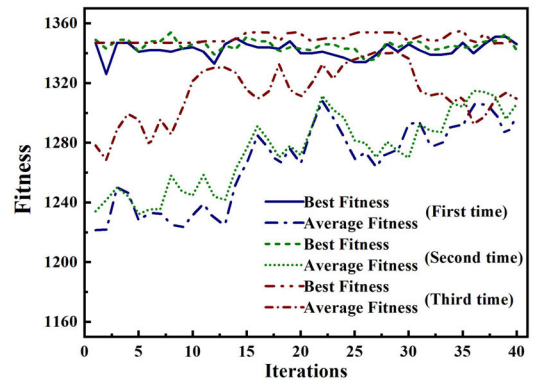 Fitness
1360
1320
1280
1240
1200
1160
Best Fitness
Average Fitness
(First time)
Best Fitness
Average Fitness
(Second time)
Best Fitness
Average Fitness
(Third time)
0 5 10 15 20 25 30 35 40
Iterations